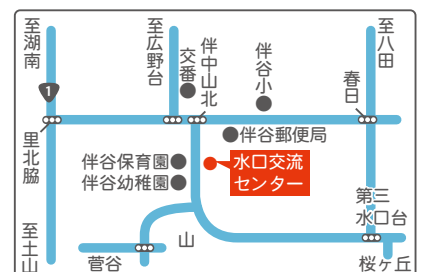 至湖南
至広野台
交番
伴中山北
伴谷小
至八田
春日
1
里北脇
伴谷郵便局
伴谷保育園
伴谷幼稚園
水口交流
センター
第三
水口台
至土山
山
菅谷
桜ヶ丘